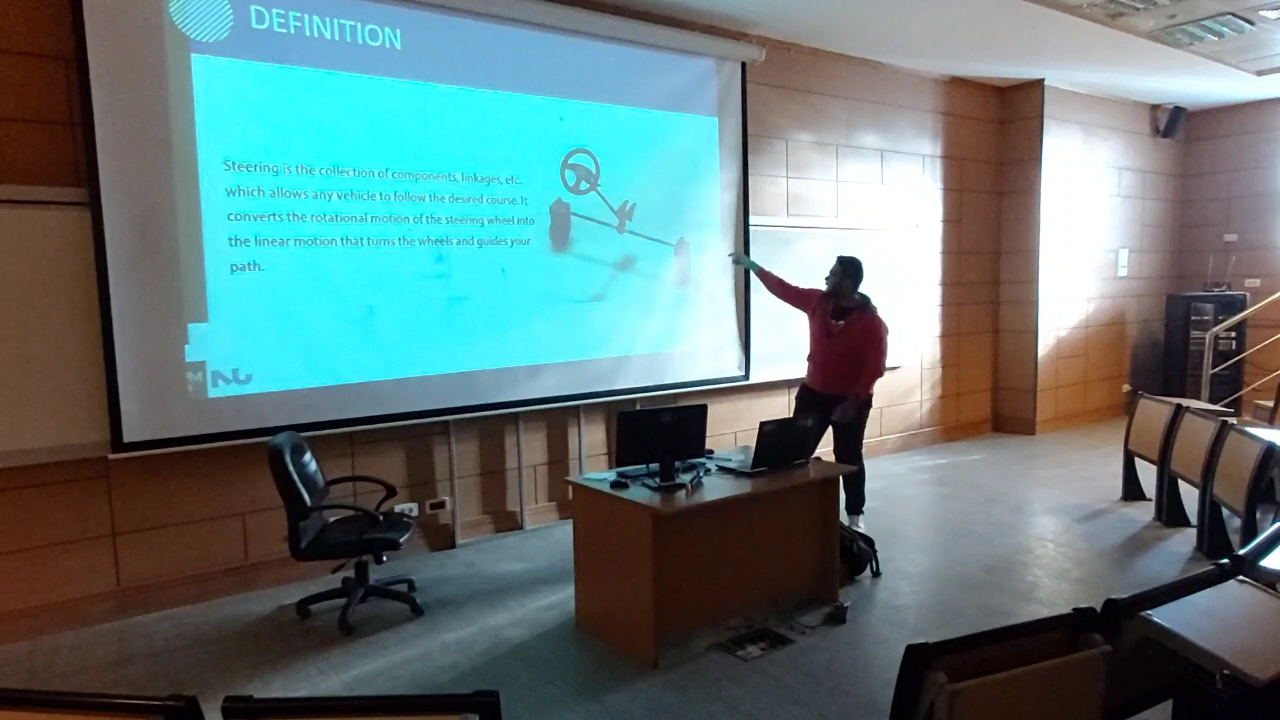 DEFINITION
Steering is the collection of components, linkages, etc.
which allows any vehicle to follow the desired course. It
converts the rotational motion of the steering wheel into
the linear motion that turns the wheels and guides your
path.
M NU